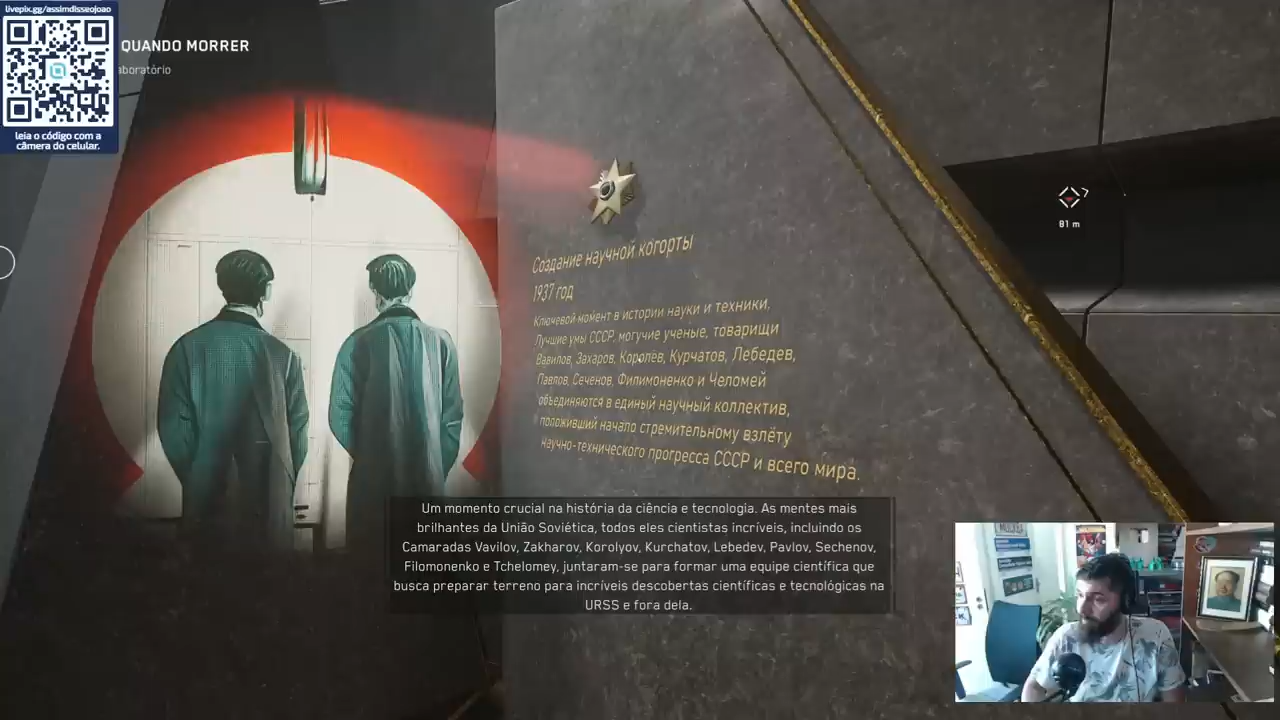 livepix.gg/assimdisseojoao
leia o código com a
câmera do celular.
QUANDO MORRER
aboratório
81 m
Создание научной когорты
1937 год
Ключевой момент в истории науки и техники.
Лучшие умы СССР, могучие ученые, товарищи
Вавилов, Захаров, Королёв, Курчатов, Лебедев,
Павлов, Сеченов, Филимоненко и Челомей
объединяются в единый научный коллектив,
положивший начало стремительному взлёту
научно-технического прогресса СССР и всего мира.
Um momento crucial na história da ciência e tecnologia. As mentes mais
brilhantes da União Soviética, todos eles cientistas incríveis, incluindo os
Camaradas Vavilov, Zakharov, Korolyov, Kurchatov, Lebedev, Pavlov, Sechenov,
Filomonenko e Tchelomey, juntaram-se para formar uma equipe científica que
busca preparar terreno para incríveis descobertas científicas e tecnológicas na
URSS e fora dela.